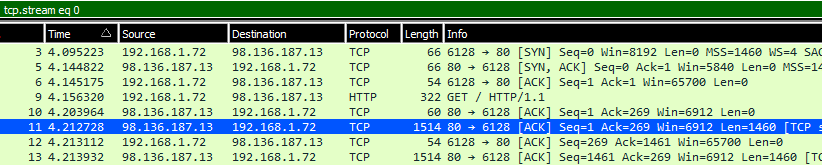 tcp.stream eq 0
Time Source Destination Protocol Length Info
3 4.095223 192.168.1.72 98.136.187.13 TCP 66 6128 → 80 [SYN] Seq=0 Win=8192 Len=0 MSS=1460 WS=4 SAC
5 4.144822 98.136.187.13 192.168.1.72 TCP 66 80 → 6128 [SYN, ACK] Seq=0 Ack=1 Win=5840 Len=0 MSS=14
6 4.145175 192.168.1.72 98.136.187.13 TCP 54 6128 → 80 [ACK] Seq=1 Ack=1 Win=65700 Len=0
9 4.156320 192.168.1.72 98.136.187.13 HTTP 322 GET / HTTP/1.1
10 4.203964 98.136.187.13 192.168.1.72 TCP 60 80 → 6128 [ACK] Seq=1 Ack=269 Win=6912 Len=0
11 4.212728 98.136.187.13 192.168.1.72 TCP 1514 80 → 6128 [ACK] Seq=1 Ack=269 Win=6912 Len=1460 [TCP s
12 4.213112 192.168.1.72 98.136.187.13 TCP 54 6128 → 80 [ACK] Seq=269 Ack=1461 Win=65700 Len=0
13 4.213932 98.136.187.13 192.168.1.72 TCP 1514 80 → 6128 [ACK] Seq=1461 Ack=269 Win=6912 Len=1460 [T